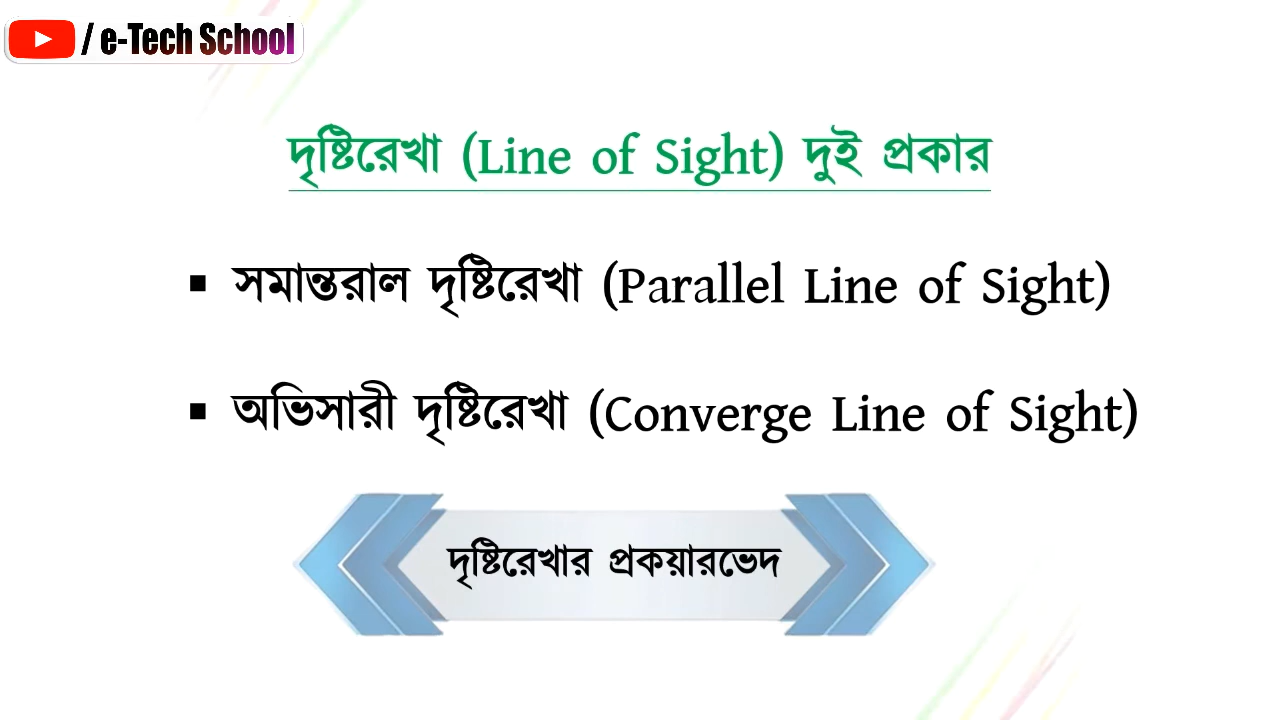 / e-Tech School
দৃষ্টিরেখা (Line of Sight) দুই প্রকার
▪ সমান্তরাল দৃষ্টিরেখা (Parallel Line of Sight)
▪ অভিসারী দৃষ্টিরেখা (Converge Line of Sight)
দৃষ্টিরেখার প্রকয়ারভেদ